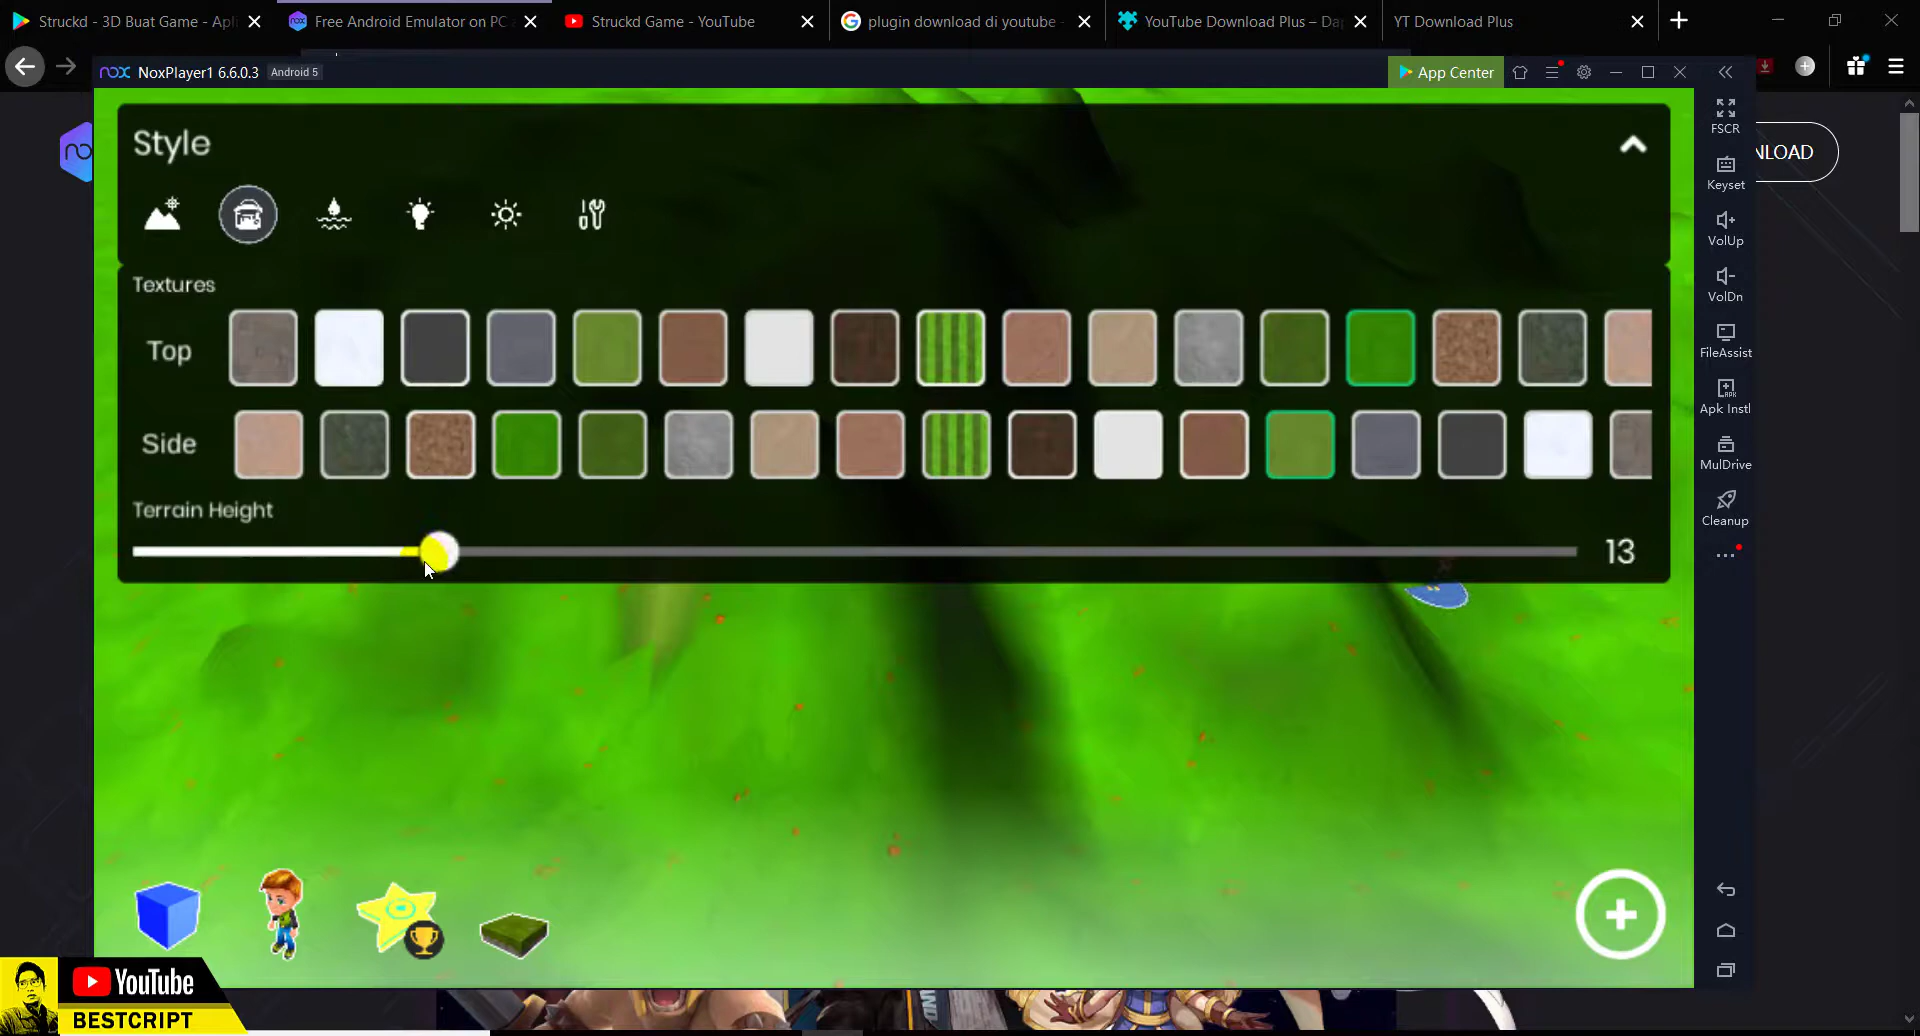 Struckd - 3D Buat Game - Apli
Free Android Emulator on PC a
Struckd Game - YouTube
plugin download di youtube -
YouTube Download Plus – Da
YT Download Plus
nox NoxPlayer1 6.6.0.3 Android 5
App Center
Style
NLOAD
FSCR
Keyset
VolUp
VolDn
FileAssist
Apk Instl
MulDrive
Cleanup
Textures
Top
Side
Terrain Height
13
YouTube
BESTCRIPT